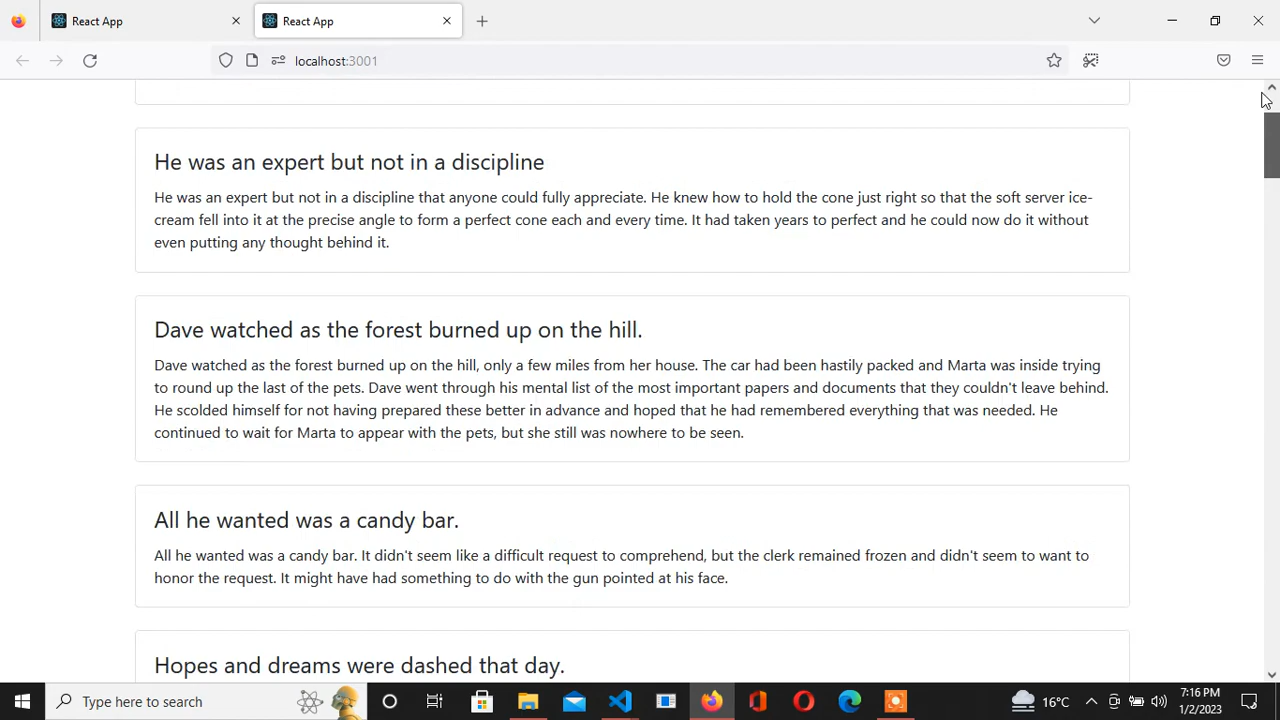 React App
React App
localhost:3001
He was an expert but not in a discipline
He was an expert but not in a discipline that anyone could fully appreciate. He knew how to hold the cone just right so that the soft server ice-
cream fell into it at the precise angle to form a perfect cone each and every time. It had taken years to perfect and he could now do it without
even putting any thought behind it.
Dave watched as the forest burned up on the hill.
Dave watched as the forest burned up on the hill, only a few miles from her house. The car had been hastily packed and Marta was inside trying
to round up the last of the pets. Dave went through his mental list of the most important papers and documents that they couldn't leave behind.
He scolded himself for not having prepared these better in advance and hoped that he had remembered everything that was needed. He
continued to wait for Marta to appear with the pets, but she still was nowhere to be seen.
All he wanted was a candy bar.
All he wanted was a candy bar. It didn't seem like a difficult request to comprehend, but the clerk remained frozen and didn't seem to want to
honor the request. It might have had something to do with the gun pointed at his face.
Hopes and dreams were dashed that day.
Type here to search
16°C
7:16 PM
1/2/2023